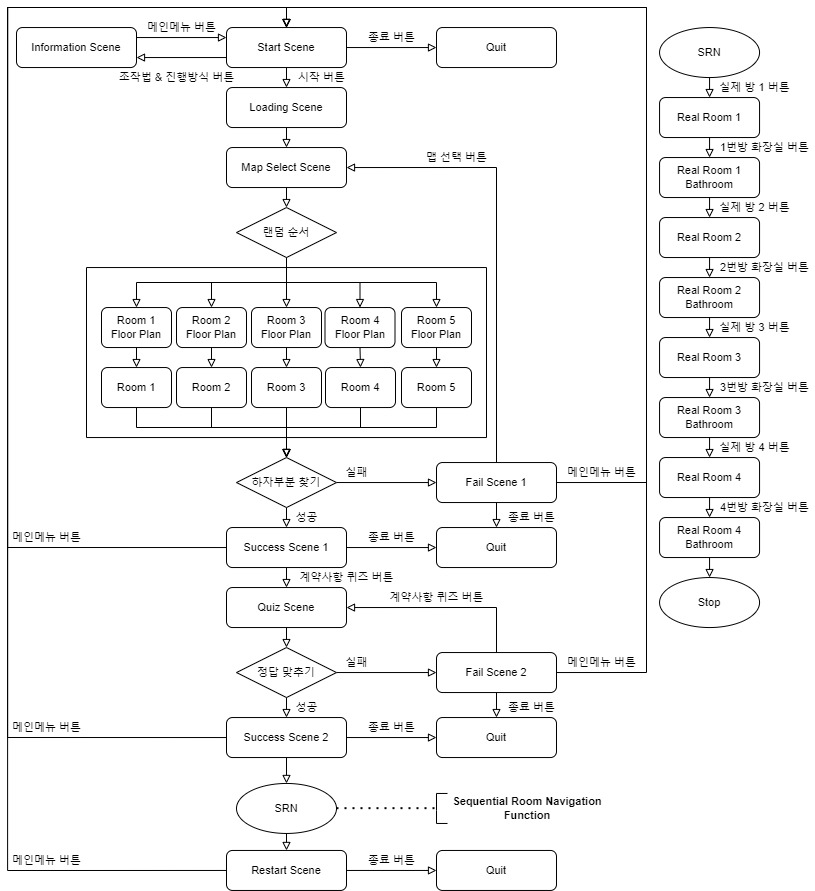 메인메뉴 버튼
Information Scene
Start Scene
종료 버튼
Quit
조작법 & 진행방식 버튼
시작 버튼
Loading Scene
Map Select Scene
맵 선택 버튼
랜덤 순서
Room 1
Floor Plan
Room 2
Floor Plan
Room 3
Floor Plan
Room 4
Floor Plan
Room 5
Floor Plan
Room 1
Room 2
Room 3
Room 4
Room 5
하자부분 찾기
실패
Fail Scene 1
메인메뉴 버튼
성공
종료 버튼
메인메뉴 버튼
Success Scene 1
종료 버튼
Quit
계약사항 퀴즈 버튼
Quiz Scene
계약사항 퀴즈 버튼
정답 맞추기
실패
Fail Scene 2
메인메뉴 버튼
성공
종료 버튼
메인메뉴 버튼
Success Scene 2
종료 버튼
Quit
SRN
Sequential Room Navigation
Function
메인메뉴 버튼
Restart Scene
종료 버튼
Quit
SRN
실제 방 1 버튼
Real Room 1
1번방 화장실 버튼
Real Room 1
Bathroom
실제 방 2 버튼
Real Room 2
2번방 화장실 버튼
Real Room 2
Bathroom
실제 방 3 버튼
Real Room 3
3번방 화장실 버튼
Real Room 3
Bathroom
실제 방 4 버튼
Real Room 4
4번방 화장실 버튼
Real Room 4
Bathroom
Stop